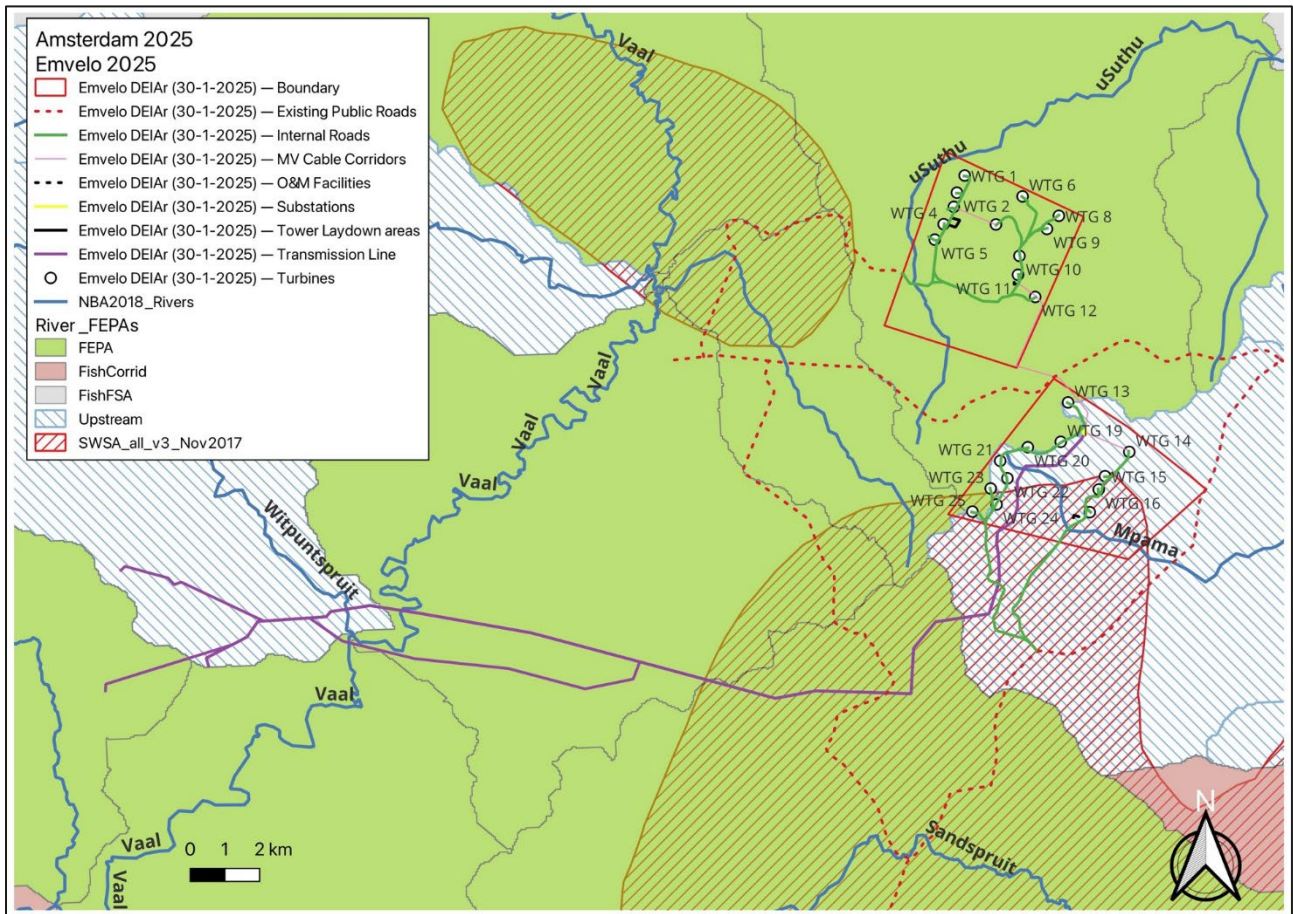 Amsterdam 2025
Emvelo 2025
Emvelo DEIAr (30-1-2025) — Boundary
Emvelo DEIAr (30-1-2025) — Existing Public Roads
Emvelo DEIAr (30-1-2025) — Internal Roads
Emvelo DEIAr (30-1-2025) — MV Cable Corridors
Emvelo DEIAr (30-1-2025) — O&M Facilities
Emvelo DEIAr (30-1-2025) — Substations
Emvelo DEIAr (30-1-2025) — Tower Laydown areas
Emvelo DEIAr (30-1-2025) — Transmission Line
Emvelo DEIAr (30-1-2025) — Turbines
NBA2018_Rivers
River _FEPAs
FEPA
FishCorrid
FishFSA
Upstream
SWSA_all_v3_Nov2017
Vaal
uSuthu
uSuthu
WTG 1
WTG 6
WTG 4
WTG 2
WTG 8
WTG 9
WTG 5
WTG 10
WTG 11
WTG 12
Vaal
WTG 13
Vaal
WTG 19
WTG 14
WTG 21
WTG 20
Vaal
WTG 23
WTG 15
WTG 22
WTG 16
WTG 25
WTG 24
Mpama
Witpuntspruit
Vaal
N
Sandspruit
Vaal
0 1 2 km
Vaal